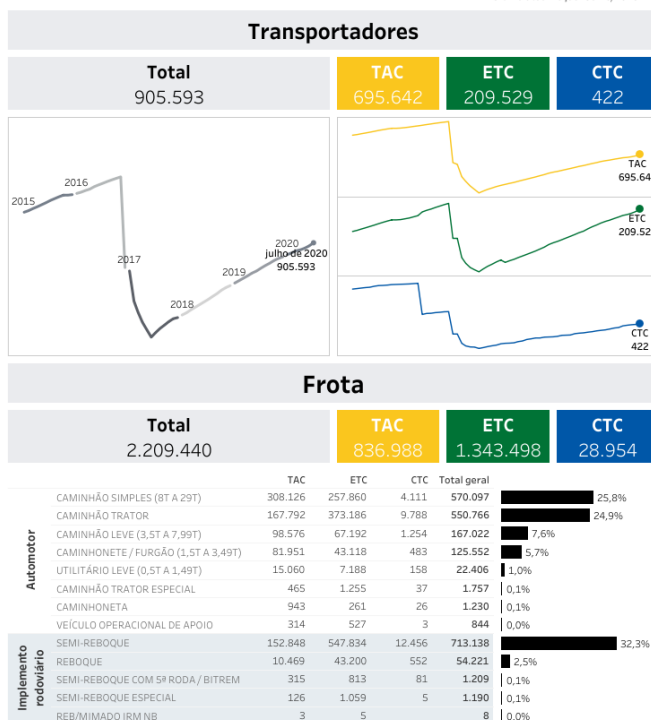 Transportadores
Total
905.593
TAC
695.642
ETC
209.529
CTC
422
2015
2016
2017
2018
2019
2020
julho de 2020
905.593
TAC
695.64
ETC
209.52
CTC
422
Frota
Total
2.209.440
TAC
836.988
ETC
1.343.498
CTC
28.954
TAC ETC CTC Total geral
Automotor
CAMINHÃO SIMPLES (8T A 29T) 308.126 257.860 4.111 570.097 25,8%
CAMINHÃO TRATOR 167.792 373.186 9.788 550.766 24,9%
CAMINHÃO LEVE (3,5T A 7,99T) 98.576 67.192 1.254 167.022 7,6%
CAMINHONETE / FURGÃO (1,5T A 3,49T) 81.951 43.118 483 125.552 5,7%
UTILITÁRIO LEVE (0,5T A 1,49T) 15.060 7.188 158 22.406 1,0%
CAMINHÃO TRATOR ESPECIAL 465 1.255 37 1.757 0,1%
CAMINHONETA 943 261 26 1.230 0,1%
VEÍCULO OPERACIONAL DE APOIO 314 527 3 844 0,0%
Implemento
rodoviário
SEMI-REBOQUE 152.848 547.834 12.456 713.138 32,3%
REBOQUE 10.469 43.200 552 54.221 2,5%
SEMI-REBOQUE COM 5ª RODA / BITREM 315 813 81 1.209 0,1%
SEMI-REBOQUE ESPECIAL 126 1.059 5 1.190 0,1%
REB/MIMADO IRM NB 3 5 8 0,0%